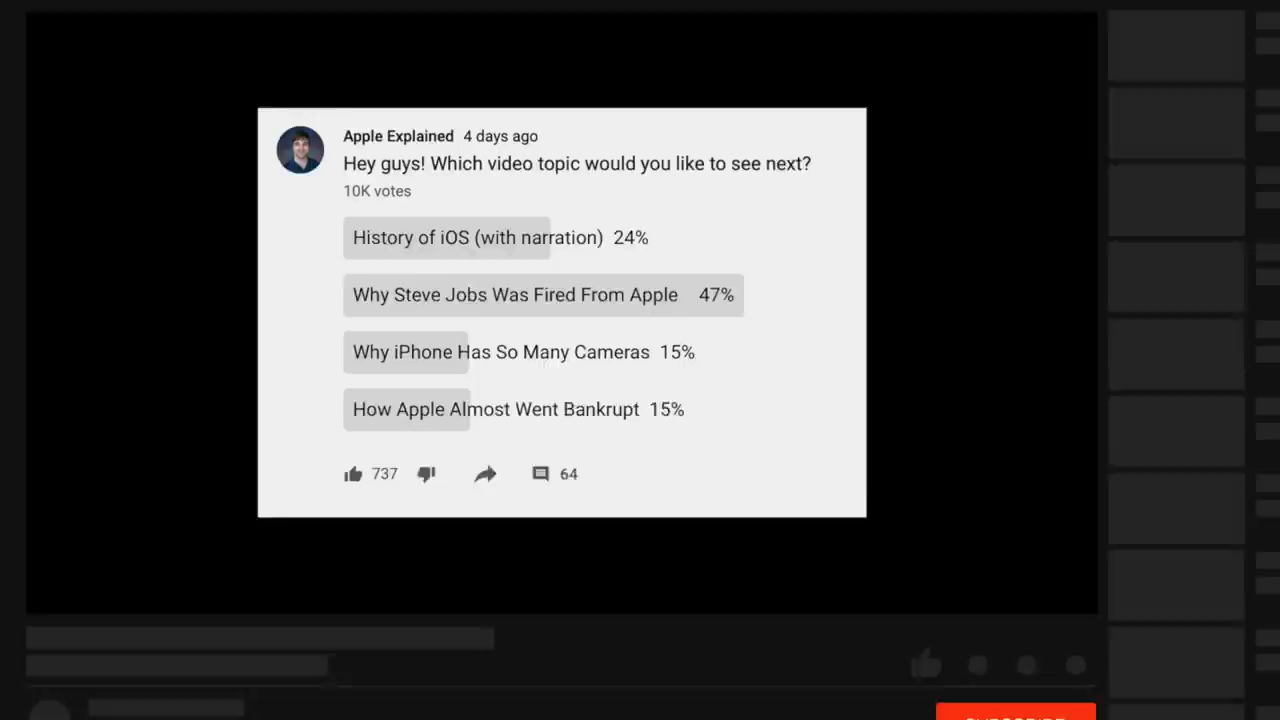 Apple Explained 4 days ago
Hey guys! Which video topic would you like to see next?
10K votes
History of iOS (with narration) 24%
Why Steve Jobs Was Fired From Apple 47%
Why iPhone Has So Many Cameras 15%
How Apple Almost Went Bankrupt 15%
737 64
SUBSCRIBE